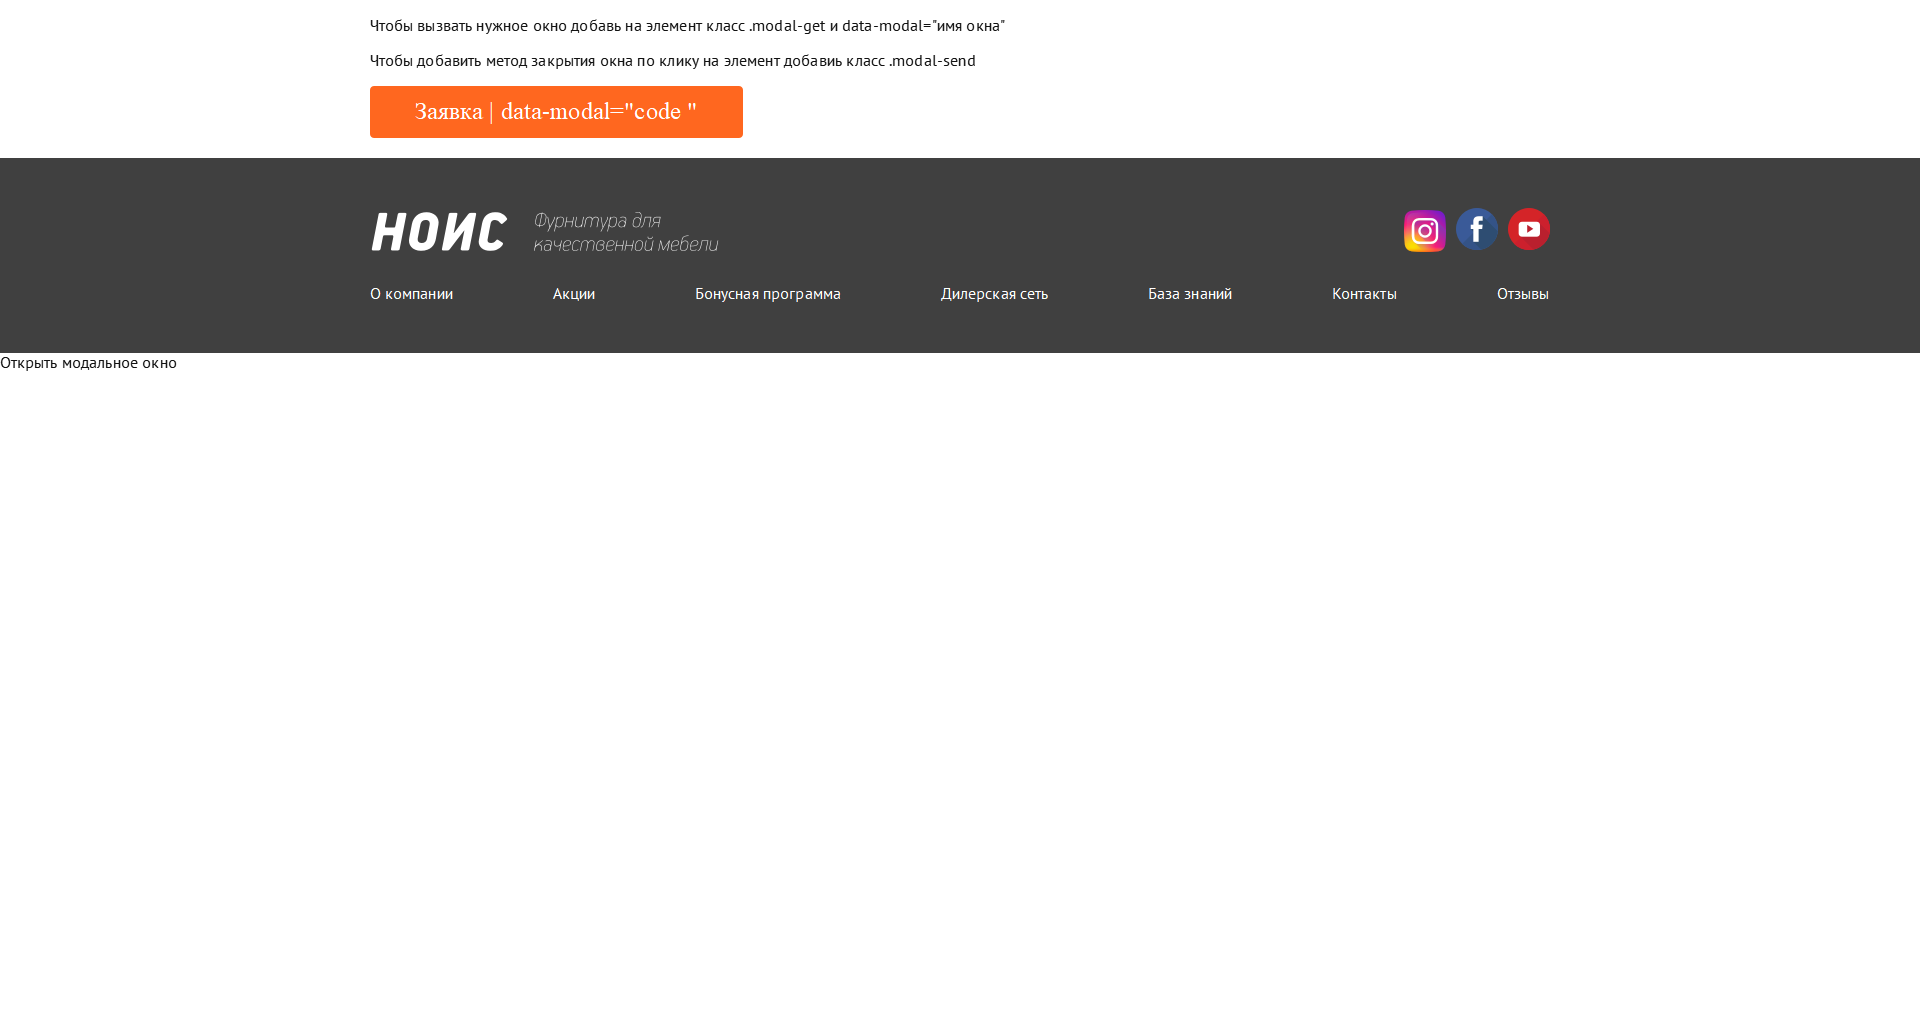 Чтобы вызвать нужное окно добавь на элемент класс .modal-get и data-modal="имя окна"
Чтобы добавить метод закрытия окна по клику на элемент добавиь класс .modal-send
Заявка | data-modal="code "
НОИС
Фурнитура для
качественной мебели
О компании Акции Бонусная программа Дилерская сеть База знаний Контакты Отзывы
Открыть модальное окно